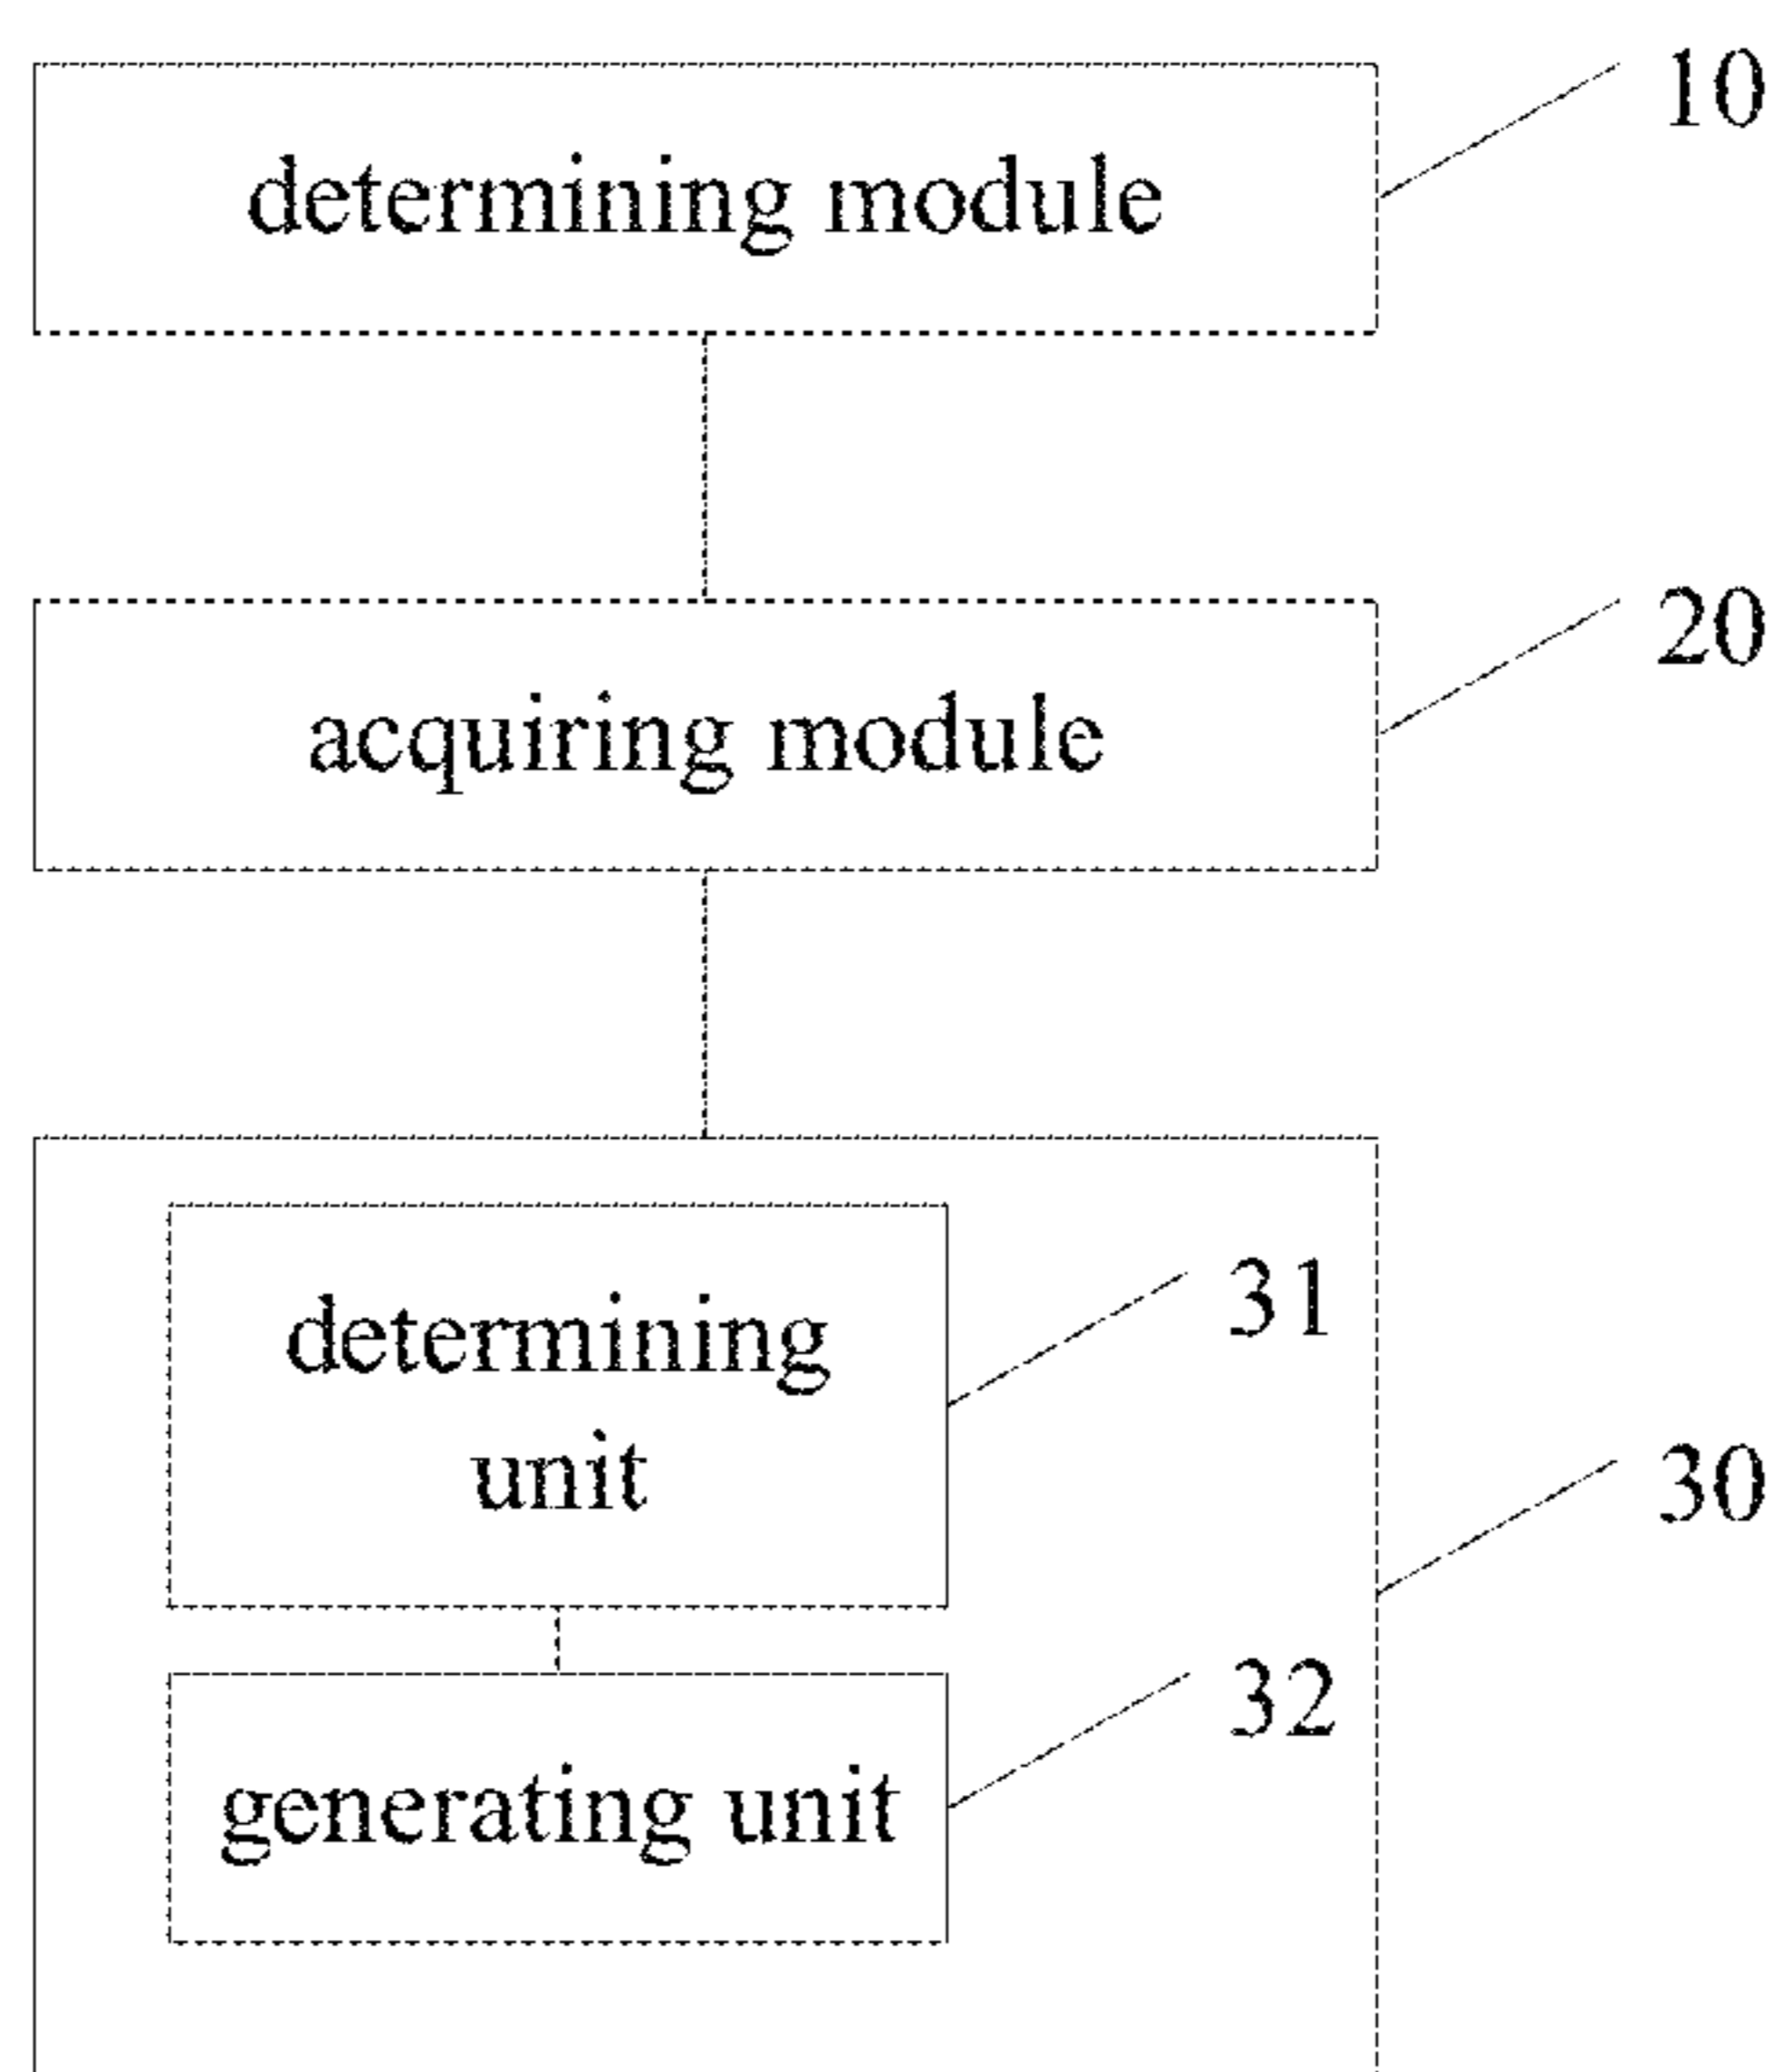 10
determining module
20
acquiring module
31
determining
unit
30
32
generating unit